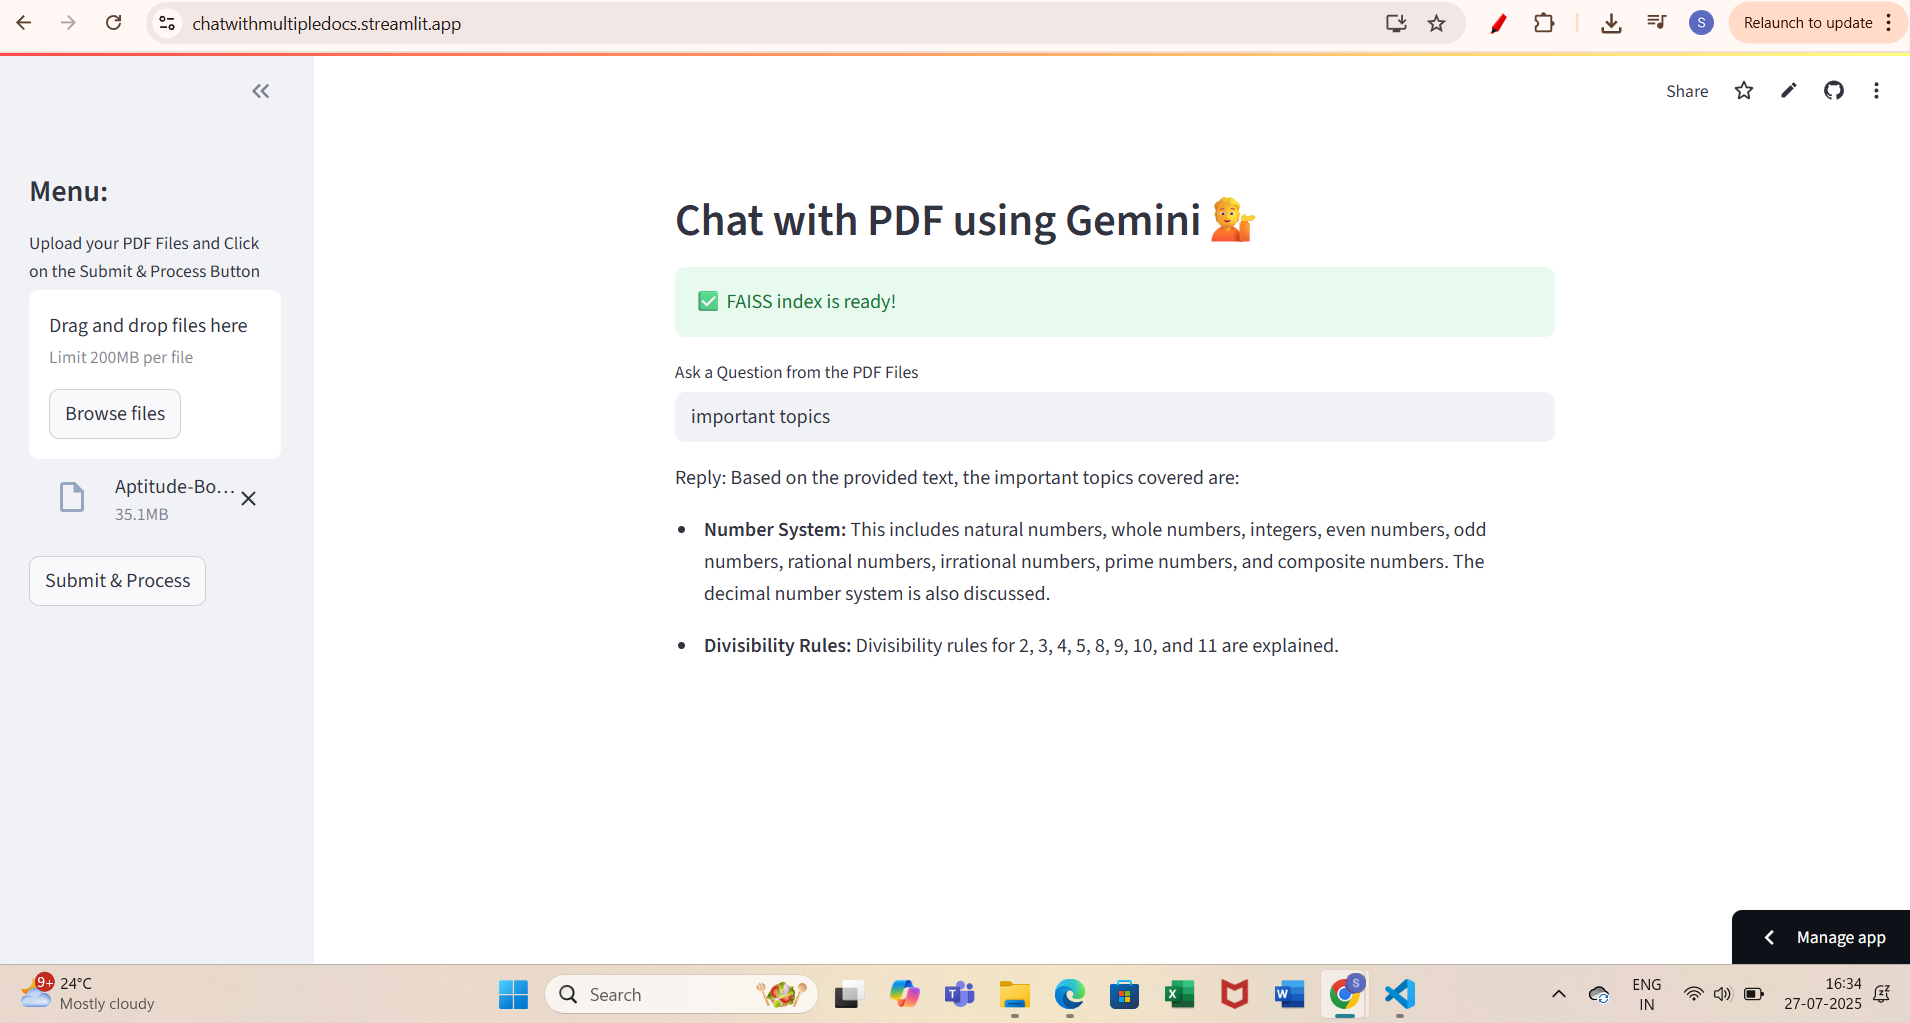 chatwithmultipledocs.streamlit.app
S
Relaunch to update
Share
Menu:
Upload your PDF Files and Click
on the Submit & Process Button
Drag and drop files here
Limit 200MB per file
Browse files
Aptitude-Bo...
35.1MB
Submit & Process
Chat with PDF using Gemini
FAISS index is ready!
Ask a Question from the PDF Files
important topics
Reply: Based on the provided text, the important topics covered are:
• Number System: This includes natural numbers, whole numbers, integers, even numbers, odd
numbers, rational numbers, irrational numbers, prime numbers, and composite numbers. The
decimal number system is also discussed.
• Divisibility Rules: Divisibility rules for 2, 3, 4, 5, 8, 9, 10, and 11 are explained.
Manage app
9+
24°C
Mostly cloudy
Search
S
ENG
IN
16:34
27-07-2025